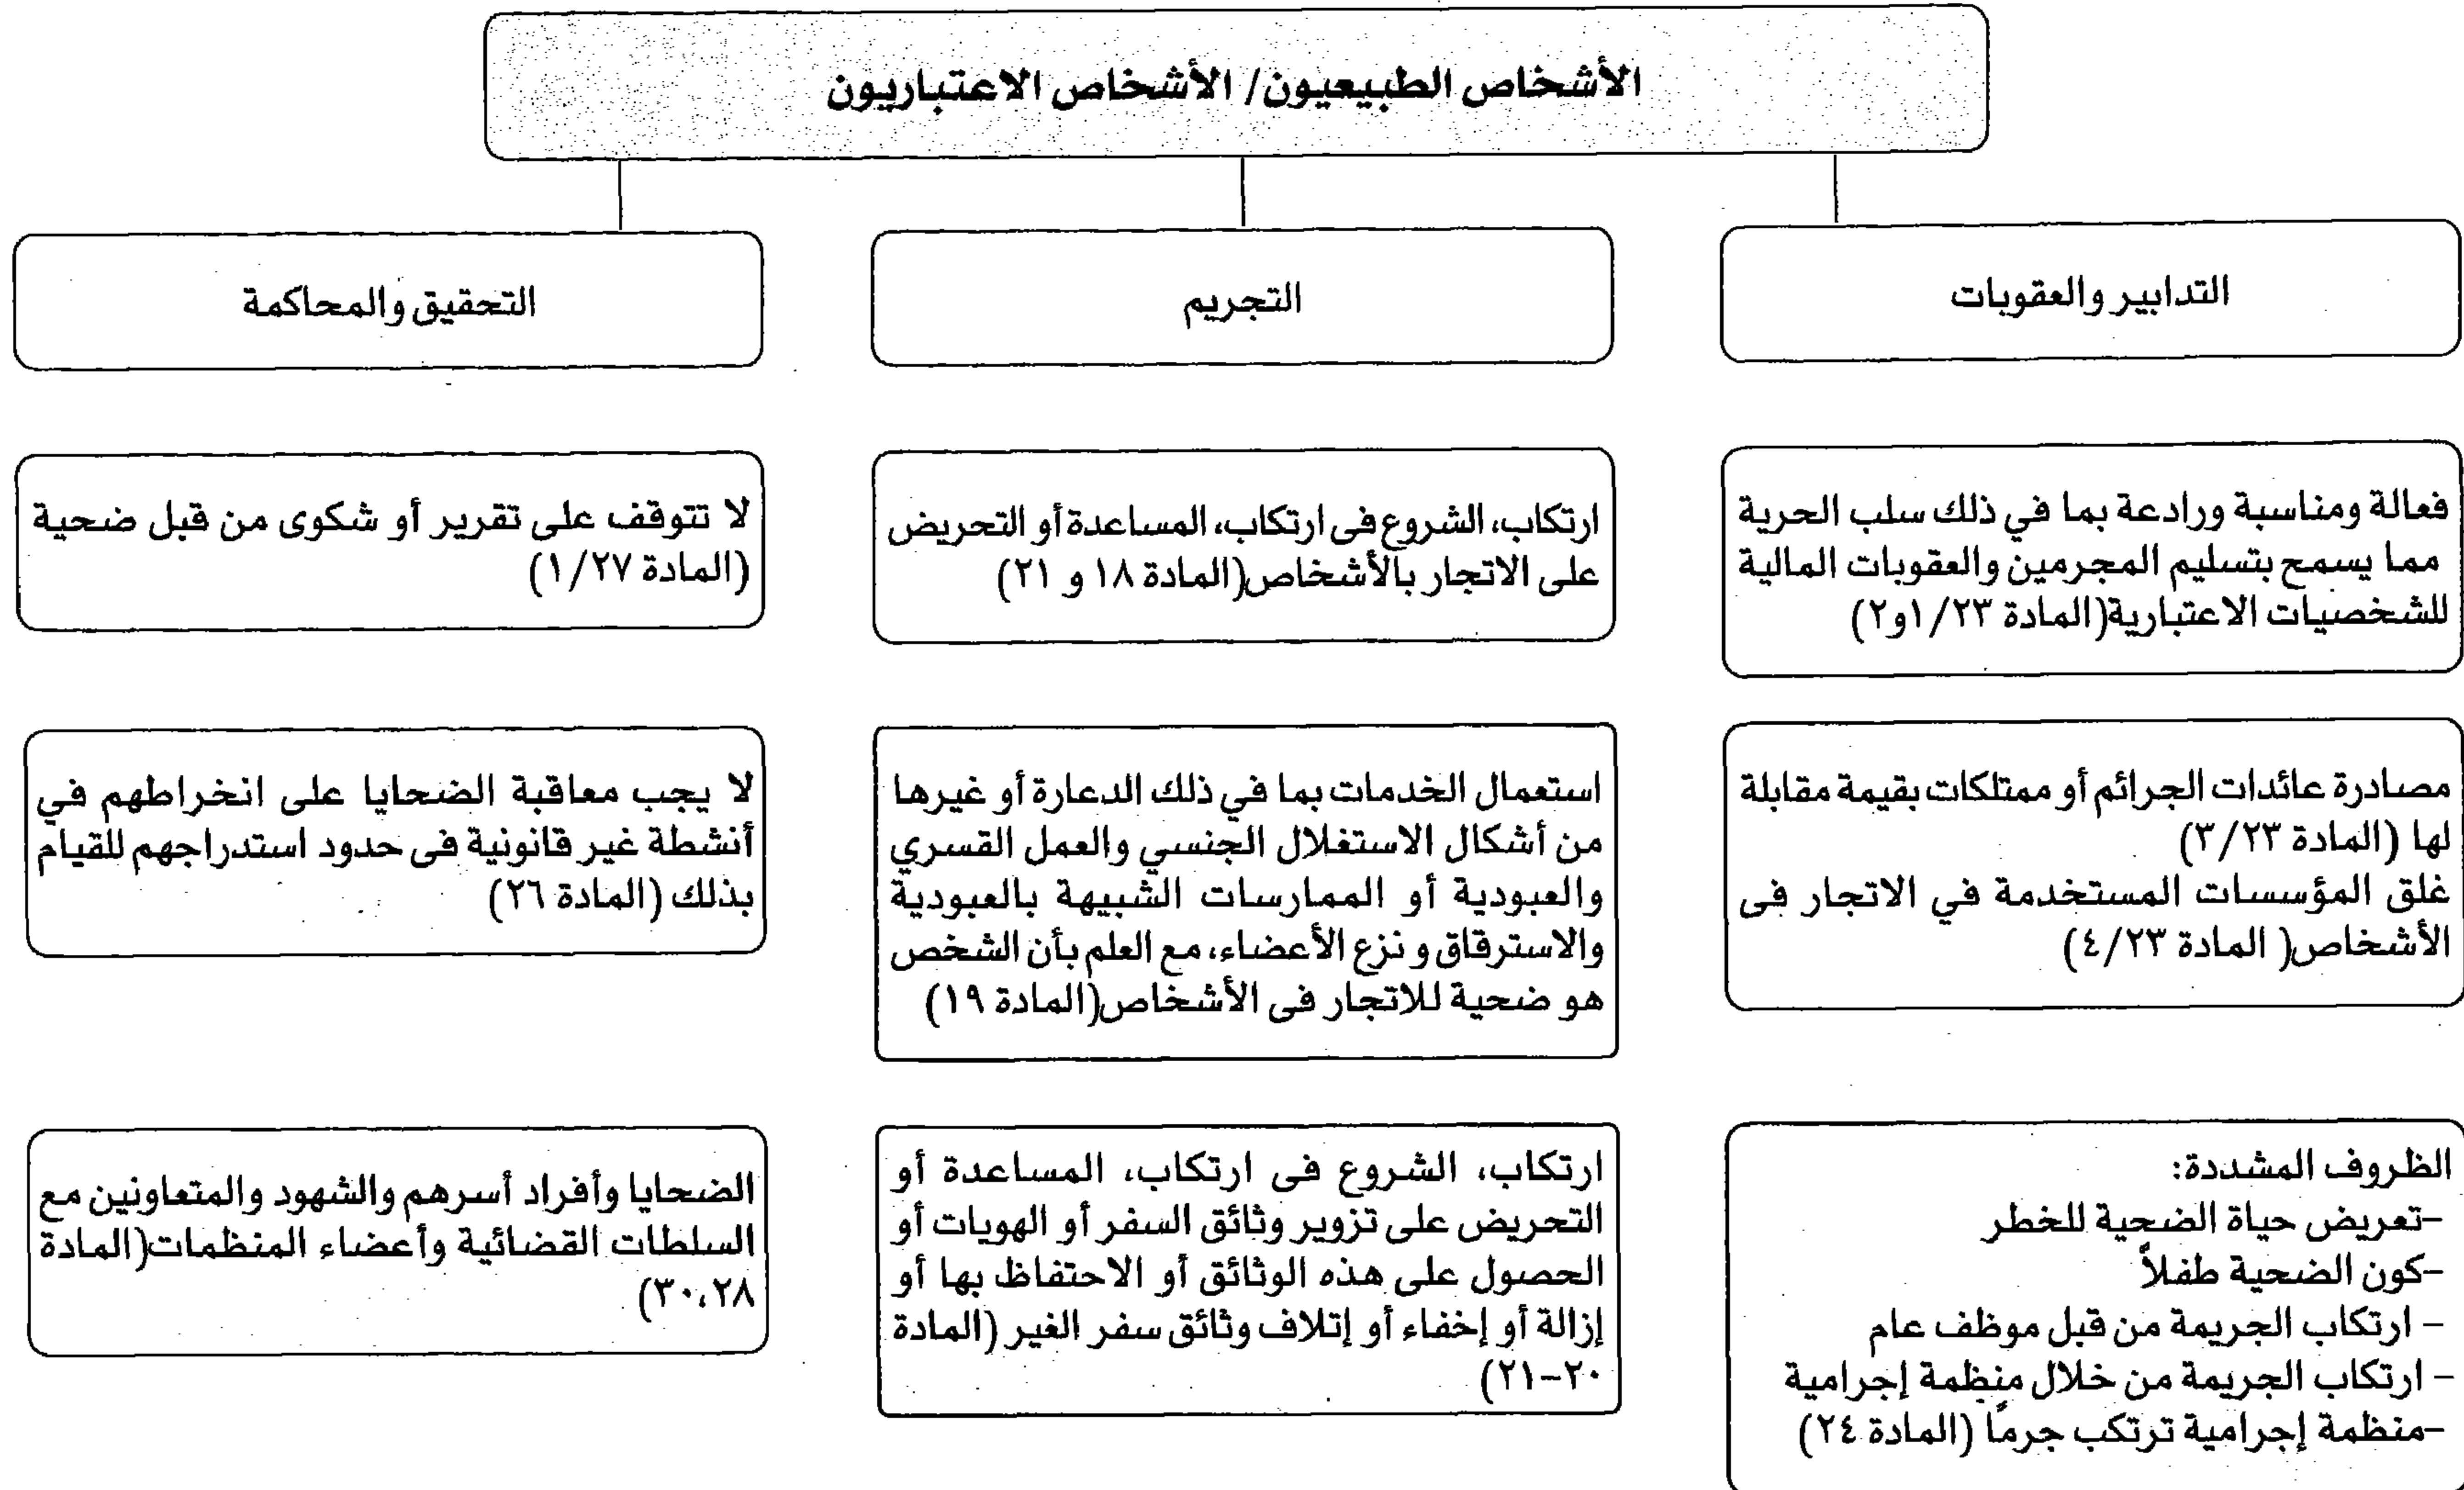 الأشخاص الطبيعيون/ الأشخاص الاعتباريون
التدابير والعقوبات
التجريم
التحقيق والمحاكمة
فعالة ومناسبة ورادعة بما في ذلك سلب الحرية
مما يسمح بتسليم المجرمين والعقوبات المالية
للشخصيات الاعتبارية(المادة ١/٢٣و٢)
ارتكاب، الشروع فى ارتكاب، المساعدة أو التحريض
على الاتجار بالأشخاص(المادة ١٨ و ٢١)
لا تتوقف على تقرير أو شكوى من قبل ضحية
(المادة ١/٢٧)
مصادرة عائدات الجرائم أو ممتلكات بقيمة مقابلة
لها (المادة ٣/٢٣)
غلق المؤسسات المستخدمة في الاتجار فى
الأشخاص( المادة ٤/٢٣)
استعمال الخدمات بما في ذلك الدعارة أو غيرها
من أشكال الاستغلال الجنسي والعمل القسري
والعبودية أو الممارسات الشبيهة بالعبودية
والاسترقاق و نزع الأعضاء، مع العلم بأن الشخص
هو ضحية للاتجار فى الأشخاص(المادة ١٩)
لا يجب معاقبة الضحايا على انخراطهم في
أنشطة غير قانونية فى حدود استدراجهم للقيام
بذلك (المادة ٢٦)
الظروف المشددة:
-تعريض حياة الضحية للخطر
-كون الضحية طفلاً
- ارتكاب الجريمة من قبل موظف عام
- ارتكاب الجريمة من خلال منظمة إجرامية
-منظمة إجرامية ترتكب جرمًا (المادة ٢٤)
ارتكاب، الشروع فى ارتكاب، المساعدة أو
التحريض على تزوير وثائق السفر أو الهويات أو
الحصول على هذه الوثائق أو الاحتفاظ بها أو
إزالة أو إخفاء أو إتلاف وثائق سفر الغير (المادة
٢٠-٢١)
الضحايا وأفراد أسرهم والشهود والمتعاونين مع
السلطات القضائية وأعضاء المنظمات(المادة
٢٨،٣٠)